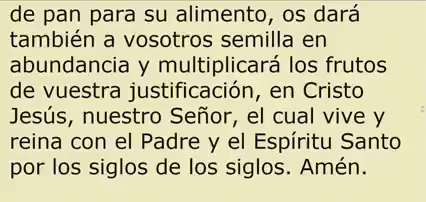 de pan para su alimento, os dará
también a vosotros semilla en
abundancia y multiplicará los frutos
de vuestra justificación, en Cristo
Jesús, nuestro Señor, el cual vive y
reina con el Padre y el Espíritu Santo
por los siglos de los siglos. Amén.